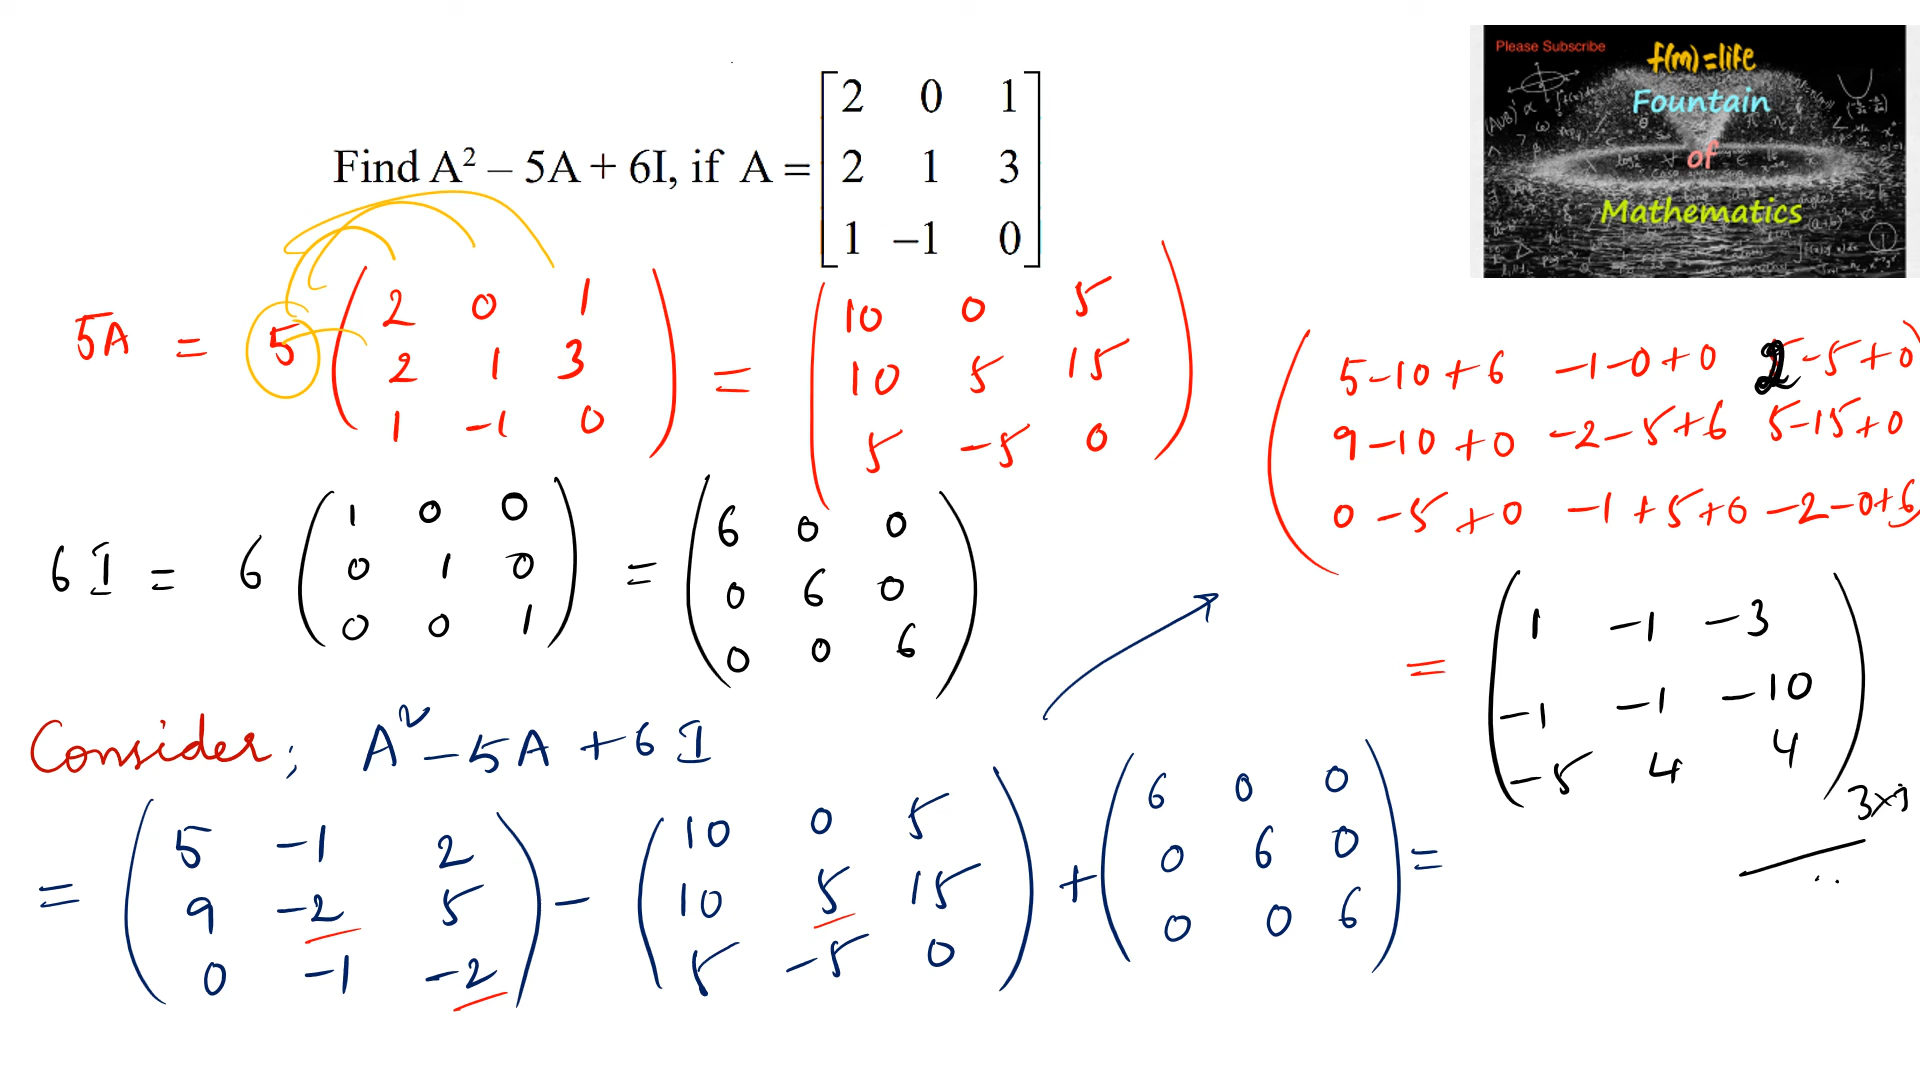 Please Subscribe
f(m)=life
Fountain
of
Mathematics
Find A² – 5A + 6I, if A = [2 0 1
2 1 3
1 –1 0]
5A = 5 (2 0 1
2 1 3
1 -1 0) = (10 0 5
10 5 15
5 -5 0)
6I = 6 (1 0 0
0 1 0
0 0 1) = (6 0 0
0 6 0
0 0 6)
Consider; A² - 5A + 6I
= (5 -1 2
9 -2 5
0 -1 -2) - (10 0 5
10 5 15
5 -5 0) + (6 0 0
0 6 0
0 0 6) =
(5-10+6 -1-0+0 2-5+0
9-10+0 -2-5+6 5-15+0
0-5+0 -1+5+0 -2-0+6)
= (1 -1 -3
-1 -1 -10
-5 4 4) 3×3